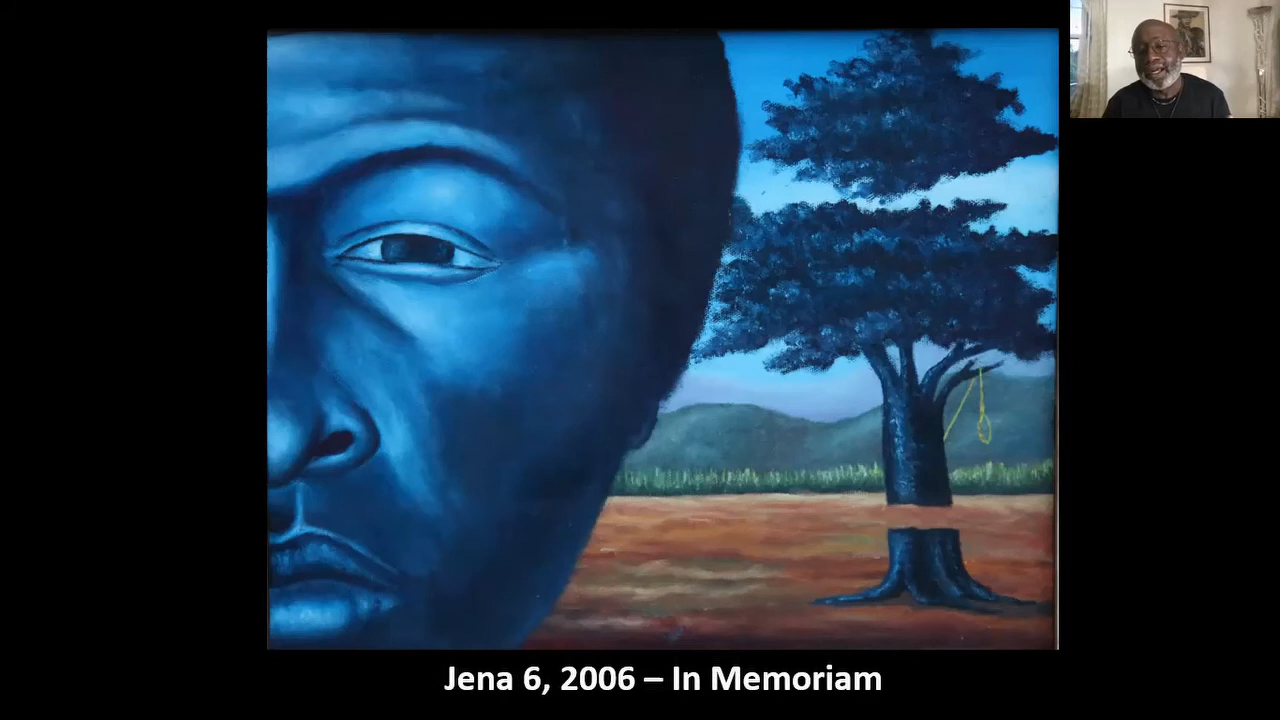 Jena 6, 2006 – In Memoriam